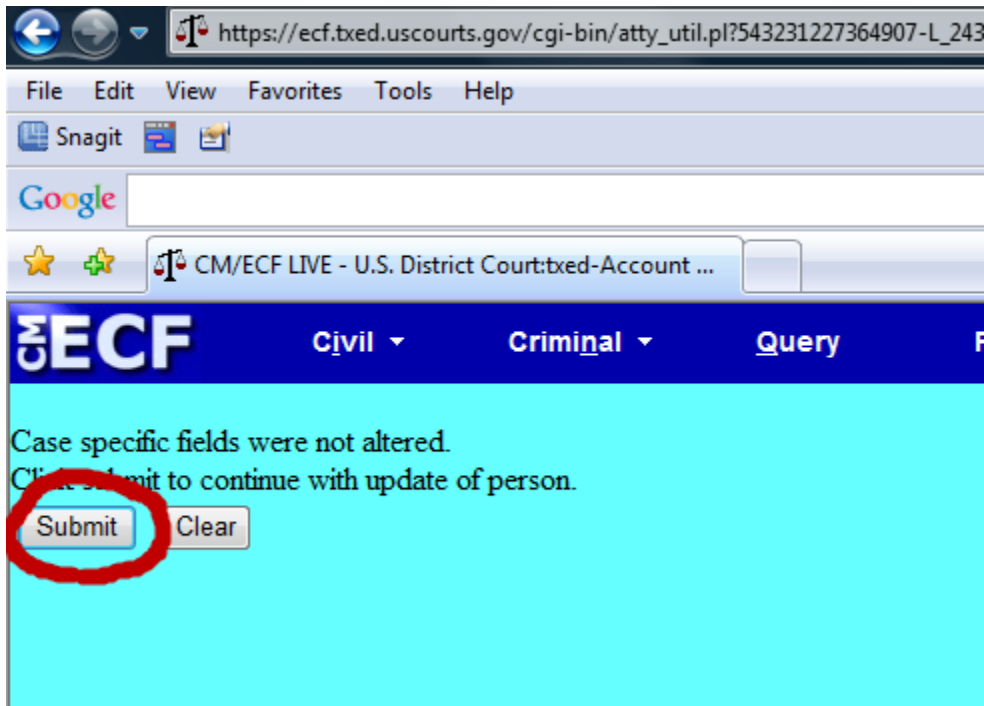 https://ecf.txed.uscourts.gov/cgi-bin/atty_util.pl?543231227364907-L_243
File Edit View Favorites Tools Help
Snagit
Google
CM/ECF LIVE - U.S. District Court:txed-Account ...
CM ECF Civil Criminal Query
Case specific fields were not altered.
Click submit to continue with update of person.
Submit Clear